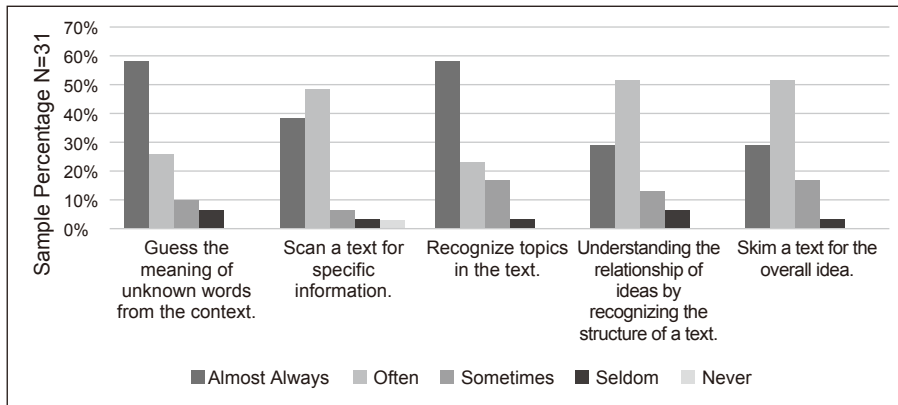 Sample Percentage N=31
70%
60%
50%
40%
30%
20%
10%
0%
Guess the
meaning of
unknown words
from the context.
Scan a text for
specific
information.
Recognize topics
in the text.
Understanding the
relationship of
ideas by
recognizing the
structure of a text.
Skim a text for the
overall idea.
Almost Always Often Sometimes Seldom Never